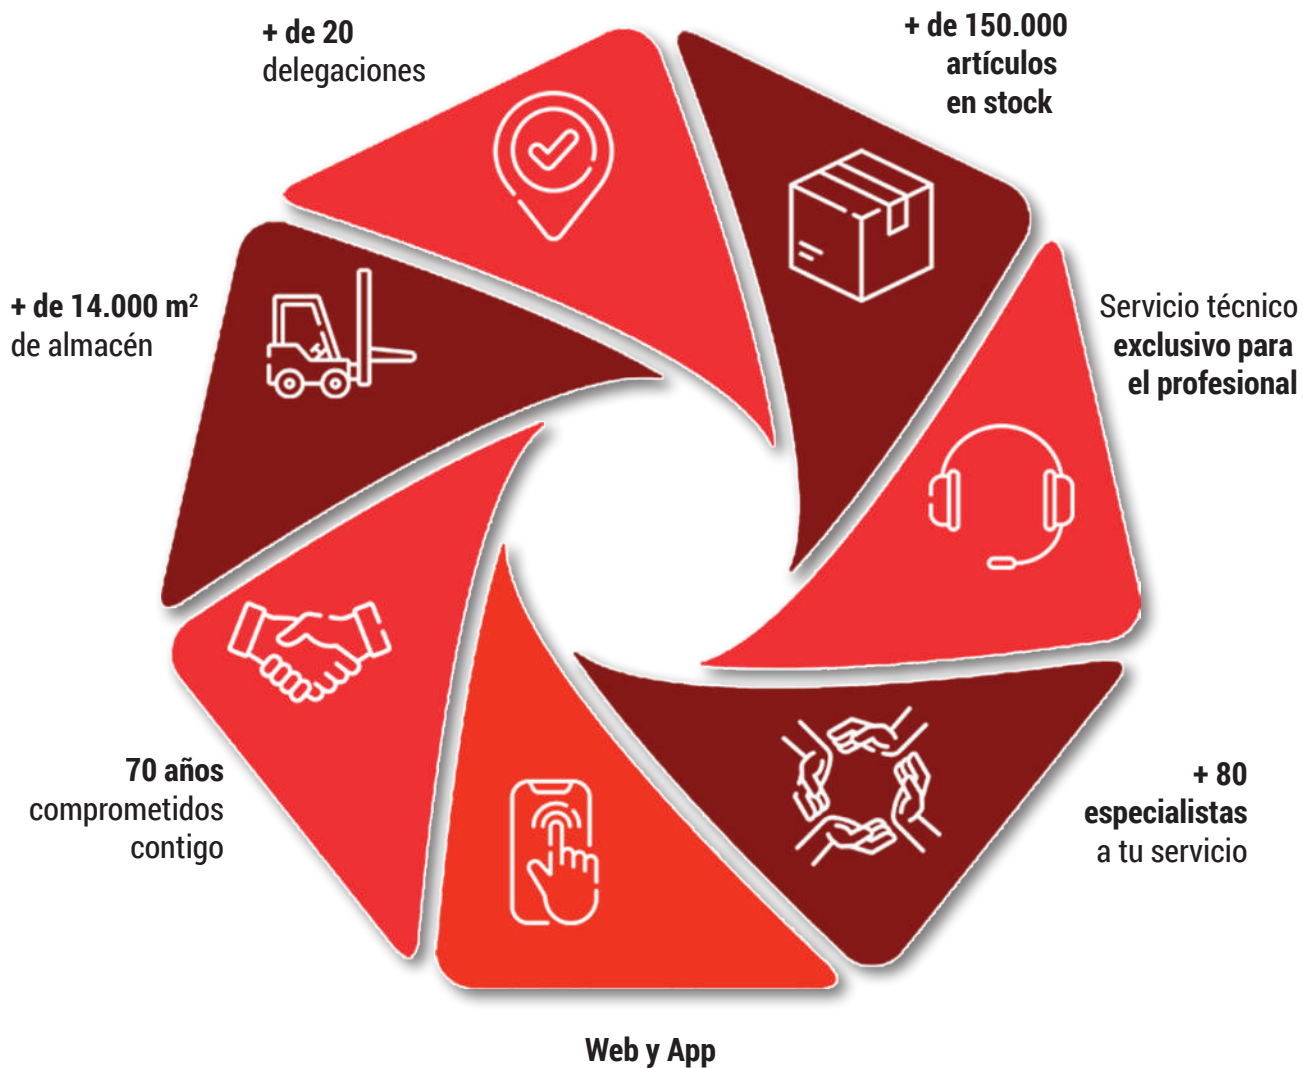 + de 20
delegaciones
+ de 150.000
artículos
en stock
+ de 14.000 m²
de almacén
Servicio técnico
exclusivo para
el profesional
70 años
comprometidos
contigo
+ 80
especialistas
a tu servicio
Web y App